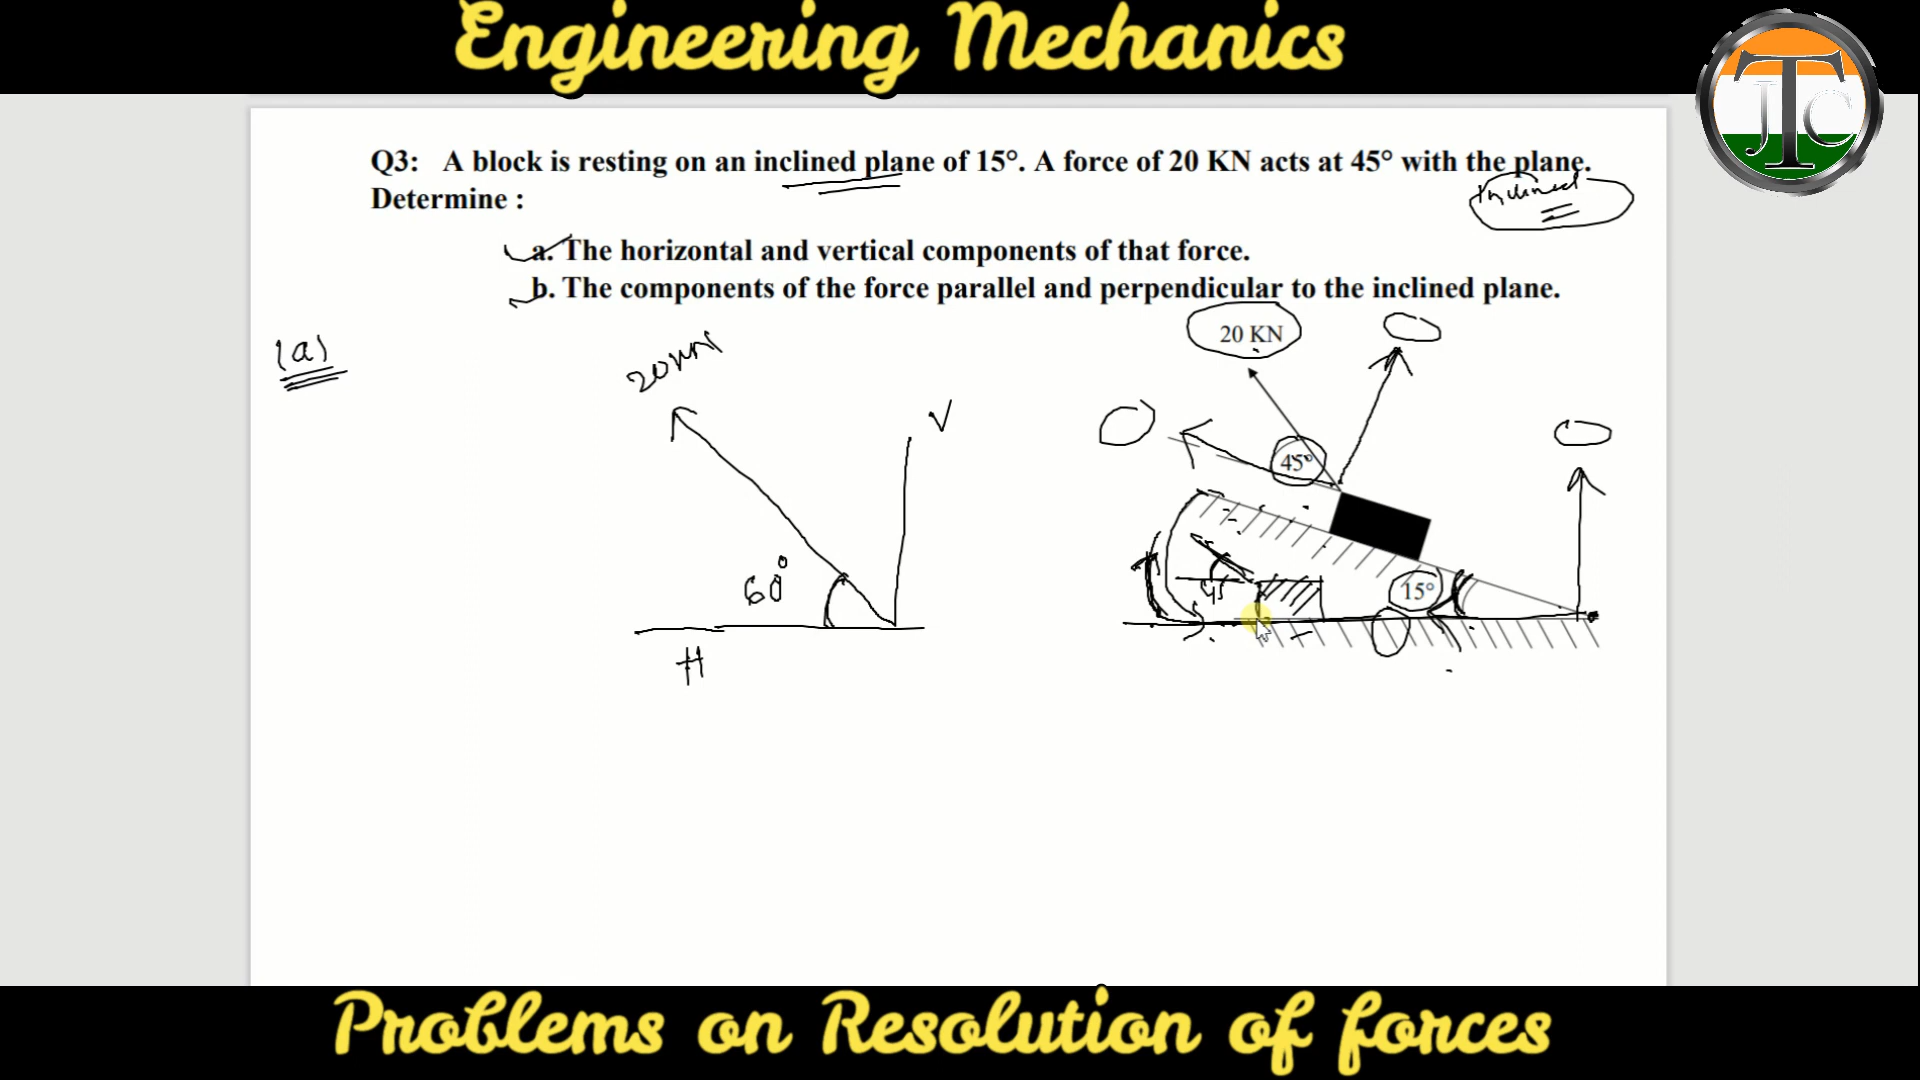 Engineering Mechanics
JTC
Q3: A block is resting on an inclined plane of 15°. A force of 20 KN acts at 45° with the plane.
Determine :
Inclined
a. The horizontal and vertical components of that force.
b. The components of the force parallel and perpendicular to the inclined plane.
(a)
20KN
20 KN
V
45°
60°
45
15°
H
Problems on Resolution of forces